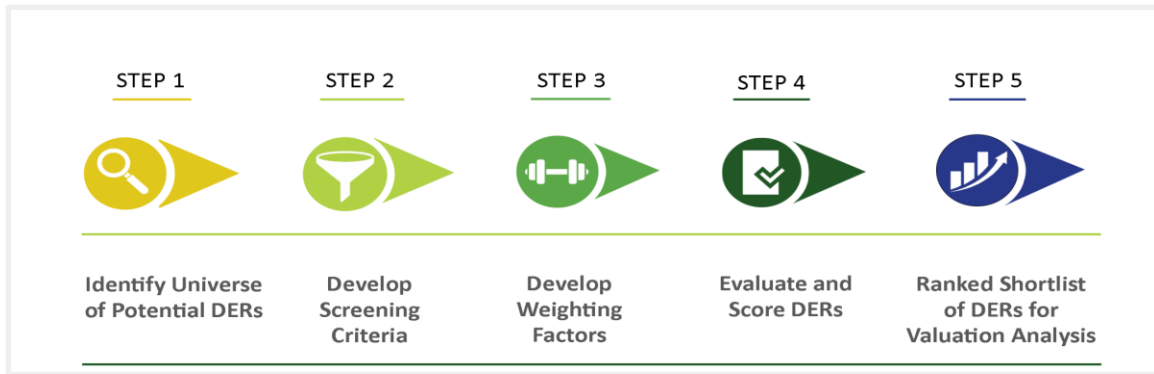 STEP 1
STEP 2
STEP 3
STEP 4
STEP 5
Identify Universe
of Potential DERs
Develop
Screening
Criteria
Develop
Weighting
Factors
Evaluate and
Score DERs
Ranked Shortlist
of DERs for
Valuation Analysis